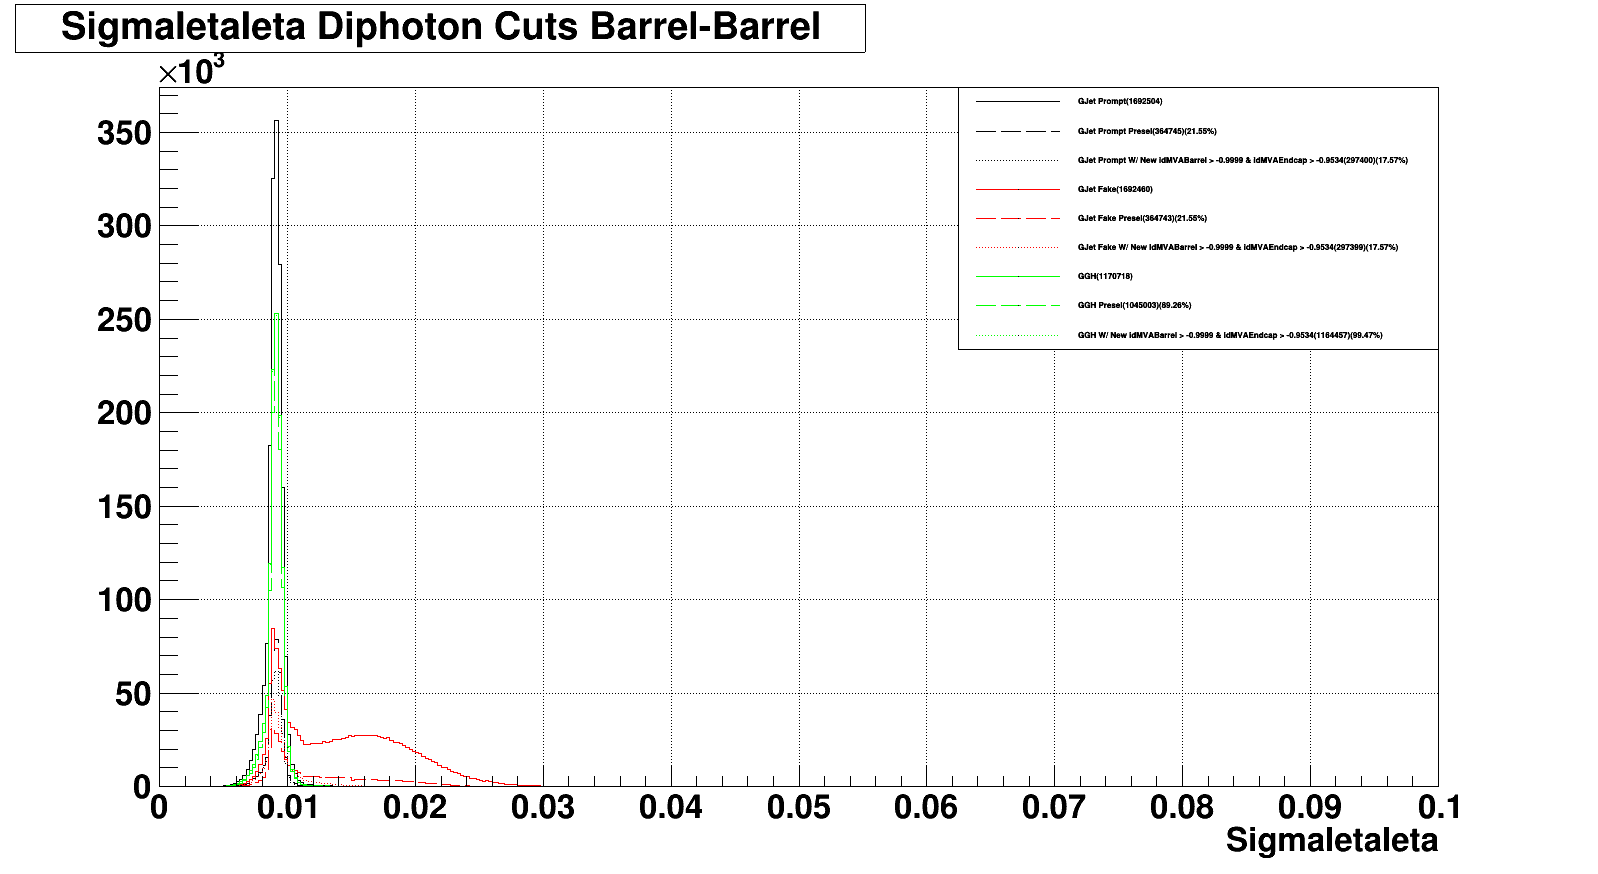 SigmaIetaIeta Diphoton Cuts Barrel-Barrel
×10³
350
300
250
200
150
100
50
0
GJet Prompt(1692504)
GJet Prompt Presel(364745)(21.55%)
GJet Prompt W/ New idMVABarrel > -0.9999 & idMVAEndcap > -0.9534(297400)(17.57%)
GJet Fake(1692460)
GJet Fake Presel(364743)(21.55%)
GJet Fake W/ New idMVABarrel > -0.9999 & idMVAEndcap > -0.9534(297399)(17.57%)
GGH(1170718)
GGH Presel(1045003)(89.26%)
GGH W/ New idMVABarrel > -0.9999 & idMVAEndcap > -0.9534(1164457)(99.47%)
0 0.01 0.02 0.03 0.04 0.05 0.06 0.07 0.08 0.09 0.1
SigmaIetaIeta